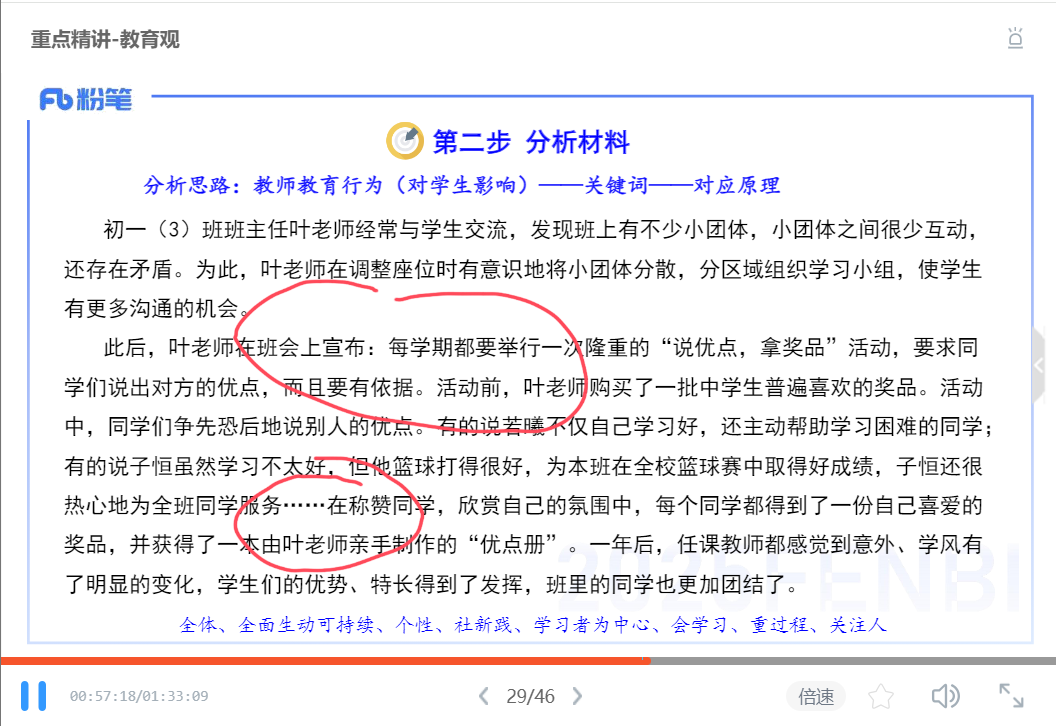 重点精讲-教育观
粉笔
第二步 分析材料
分析思路：教师教育行为（对学生影响）——关键词——对应原理
初一（3）班班主任叶老师经常与学生交流，发现班上有不少小团体，小团体之间很少互动，
还存在矛盾。为此，叶老师在调整座位时有意识地将小团体分散，分区域组织学习小组，使学生
有更多沟通的机会。
此后，叶老师在班会上宣布：每学期都要举行一次隆重的“说优点，拿奖品”活动，要求同
学们说出对方的优点，而且要有依据。活动前，叶老师购买了一批中学生普遍喜欢的奖品。活动
中，同学们争先恐后地说别人的优点。有的说若曦不仅自己学习好，还主动帮助学习困难的同学；
有的说子恒虽然学习不太好，但他篮球打得很好，为本班在全校篮球赛中取得好成绩，子恒还很
热心地为全班同学服务……在称赞同学，欣赏自己的氛围中，每个同学都得到了一份自己喜爱的
奖品，并获得了一本由叶老师亲手制作的“优点册”。一年后，任课教师都感觉到意外、学风有
了明显的变化，学生们的优势、特长得到了发挥，班里的同学也更加团结了。
2025FENBI
全体、全面生动可持续、个性、社新践、学习者为中心、会学习、重过程、关注人
00:57:18/01:33:09
29/46
倍速